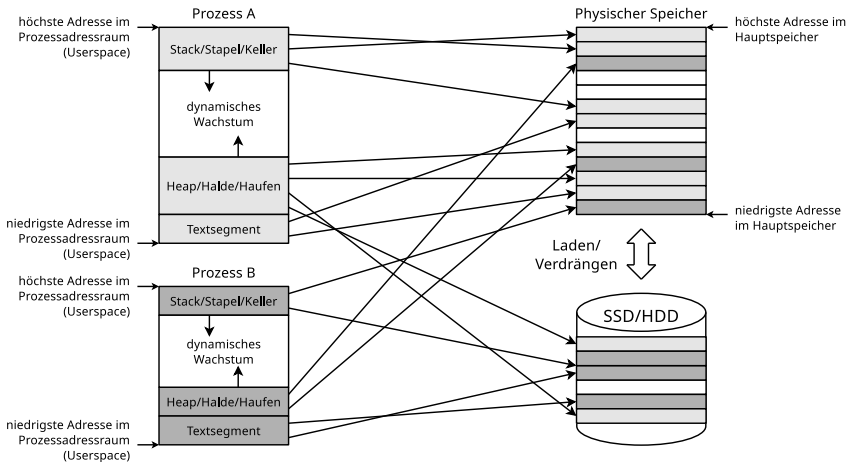 Prozess A
Physischer Speicher
höchste Adresse im
Prozessadressraum
(Userspace)
Stack/Stapel/Keller
höchste Adresse im
Hauptspeicher
dynamisches
Wachstum
Heap/Halde/Haufen
niedrigste Adresse im
Prozessadressraum
(Userspace)
Textsegment
niedrigste Adresse
im Hauptspeicher
Laden/
Verdrängen
Prozess B
höchste Adresse im
Prozessadressraum
(Userspace)
Stack/Stapel/Keller
SSD/HDD
dynamisches
Wachstum
Heap/Halde/Haufen
niedrigste Adresse im
Prozessadressraum
(Userspace)
Textsegment